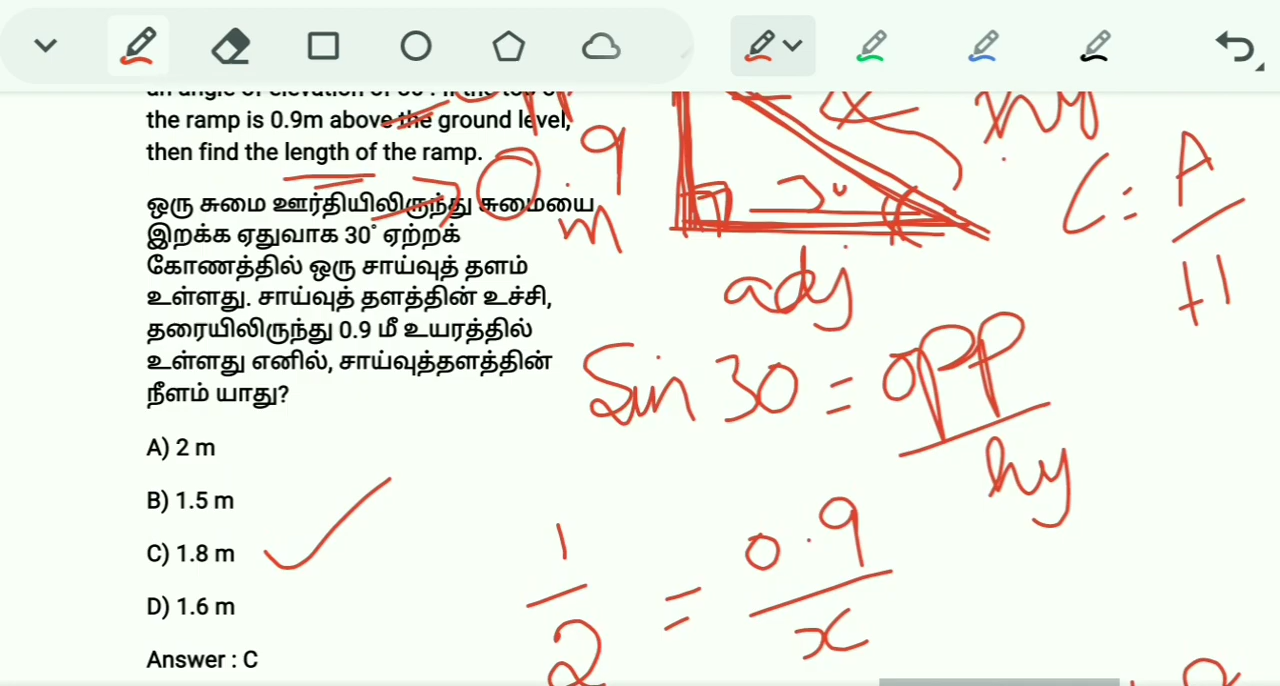 the ramp is 0.9m above the ground level,
then find the length of the ramp.
ஒரு சுமை ஊர்தியிலிருந்து சுமையை
இறக்க ஏதுவாக 30° ஏற்றக்
கோணத்தில் ஒரு சாய்வுத் தளம்
உள்ளது. சாய்வுத் தளத்தின் உச்சி,
தரையிலிருந்து 0.9 மீ உயரத்தில்
உள்ளது எனில், சாய்வுத்தளத்தின்
நீளம் யாது?
A) 2 m
B) 1.5 m
C) 1.8 m
D) 1.6 m
Answer : C
0.9
m
hy
adj
C = A
H
Sin 30 = opp
hy
1
2
=
0.9
x